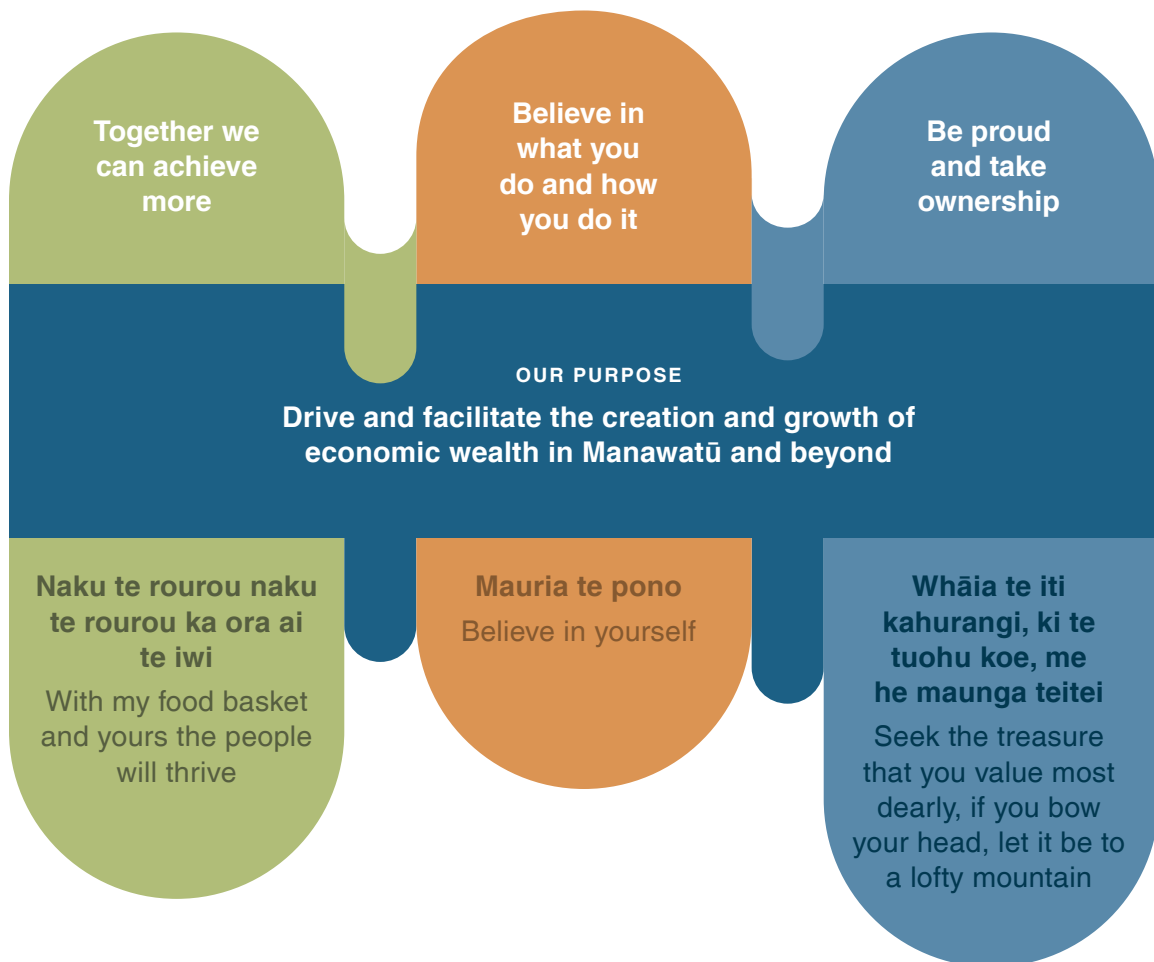 Together we
can achieve
more
Believe in
what you
do and how
you do it
Be proud
and take
ownership
OUR PURPOSE
Drive and facilitate the creation and growth of
economic wealth in Manawatū and beyond
Naku te rourou naku
te rourou ka ora ai
te iwi
With my food basket
and yours the people
will thrive
Mauria te pono
Believe in yourself
Whāia te iti
kahurangi, ki te
tuohu koe, me
he maunga teitei
Seek the treasure
that you value most
dearly, if you bow
your head, let it be to
a lofty mountain